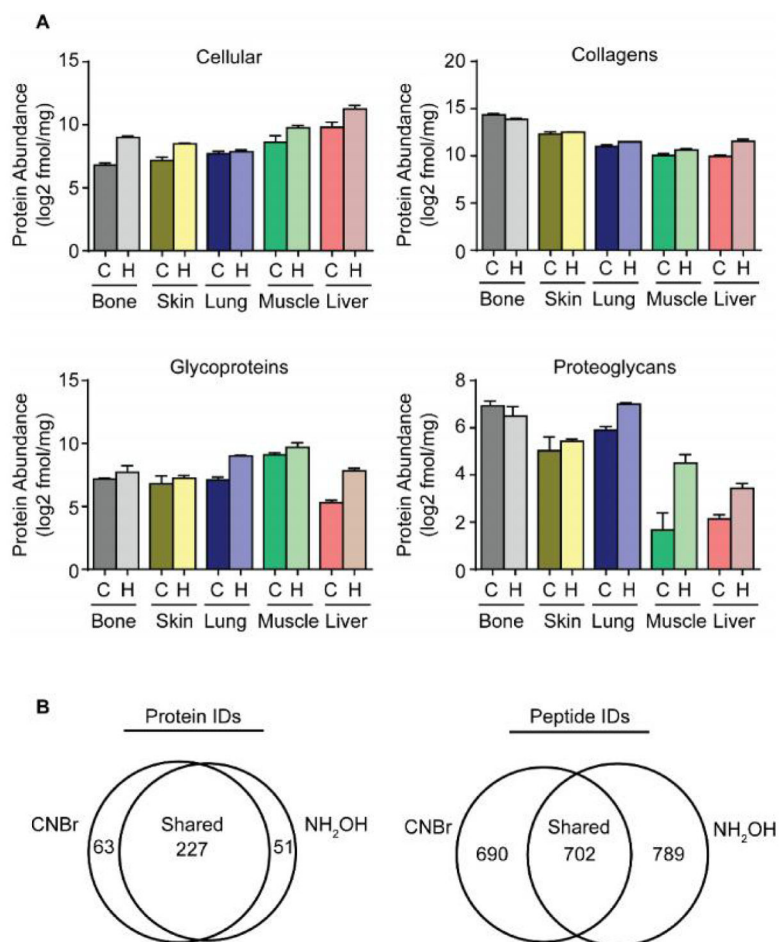 A
Cellular
Protein Abundance
(log2 fmol/mg)
15
10
5
0
C H C H C H C H C H
Bone Skin Lung Muscle Liver
Collagens
Protein Abundance
(log2 fmol/mg)
20
15
10
5
0
C H C H C H C H C H
Bone Skin Lung Muscle Liver
Glycoproteins
Protein Abundance
(log2 fmol/mg)
15
10
5
0
C H C H C H C H C H
Bone Skin Lung Muscle Liver
Proteoglycans
Protein Abundance
(log2 fmol/mg)
8
6
4
2
0
C H C H C H C H C H
Bone Skin Lung Muscle Liver
B
Protein IDs
CNBr
63
Shared
227
51
NH₂OH
Peptide IDs
CNBr
690
Shared
702
789
NH₂OH